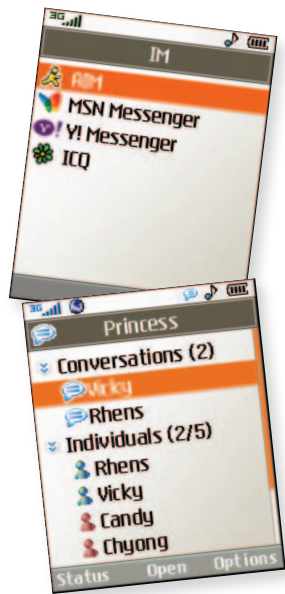 3G
IM
AIM
MSN Messenger
Y! Y! Messenger
ICQ
3G
Princess
Conversations (2)
Vicky
Rhens
Individuals (2/5)
Rhens
Vicky
Candy
Chyong
Status Open Options